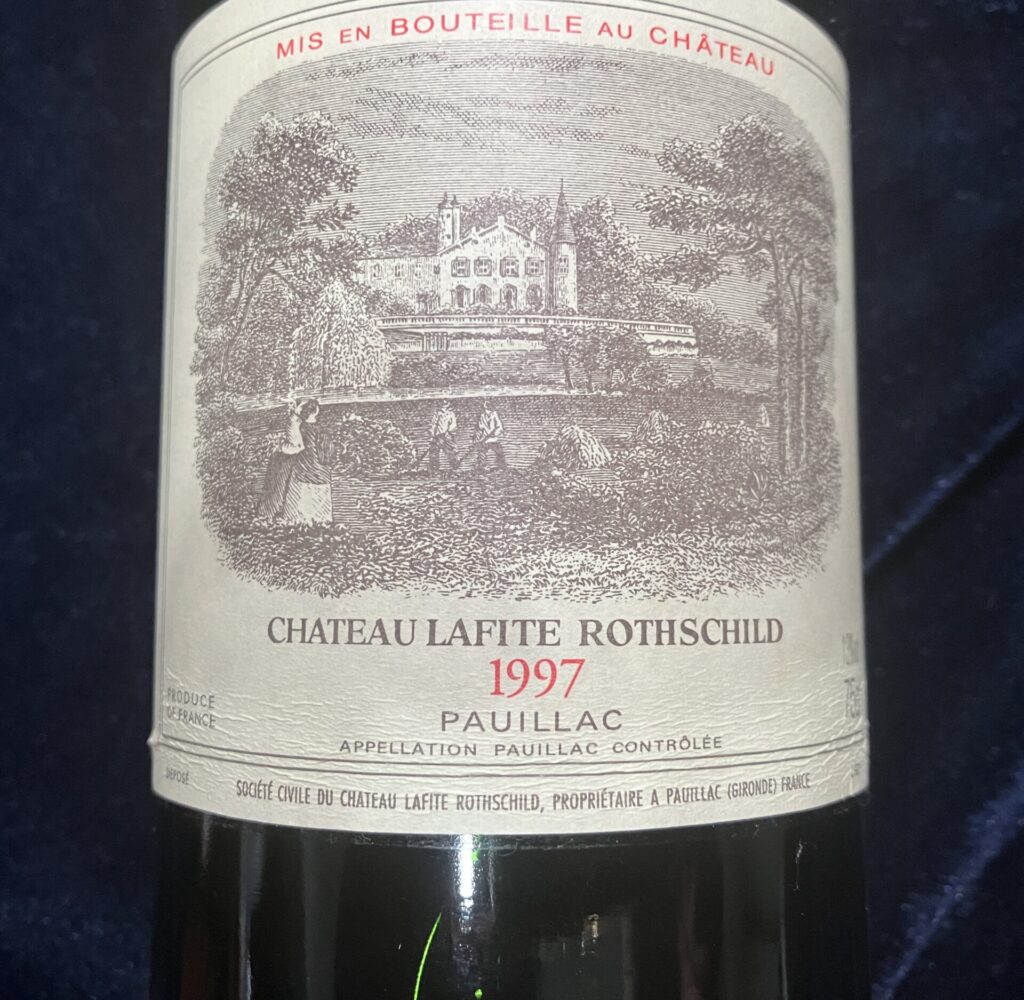 MIS EN BOUTEILLE AU CHÂTEAU
CHATEAU LAFITE ROTHSCHILD
1997
PAUILLAC
APPELLATION PAUILLAC CONTRÔLÉE
PRODUCE
OF FRANCE
DÉPOSÉ
SOCIÉTÉ CIVILE DU CHATEAU LAFITE ROTHSCHILD, PROPRIÉTAIRE A PAUILLAC (GIRONDE) FRANCE